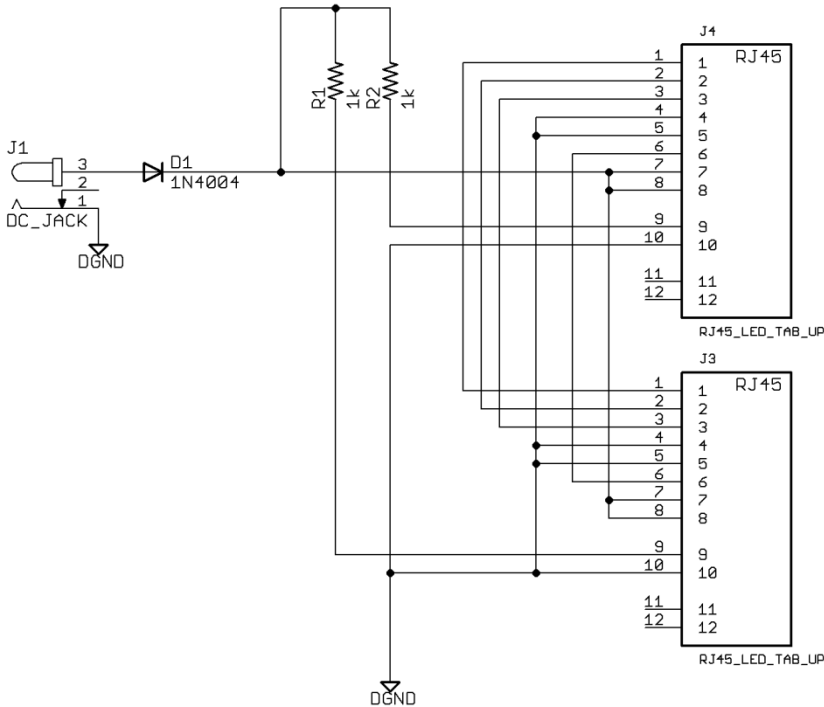 J1
3
2
1
DC_JACK
DGND
D1
1N4004
R1
1k
R2
1k
J4
RJ45
1 1
2 2
3 3
4 4
5 5
6 6
7 7
8 8
9 9
10 10
11 11
12 12
RJ45_LED_TAB_UP
J3
RJ45
1 1
2 2
3 3
4 4
5 5
6 6
7 7
8 8
9 9
10 10
11 11
12 12
RJ45_LED_TAB_UP
DGND